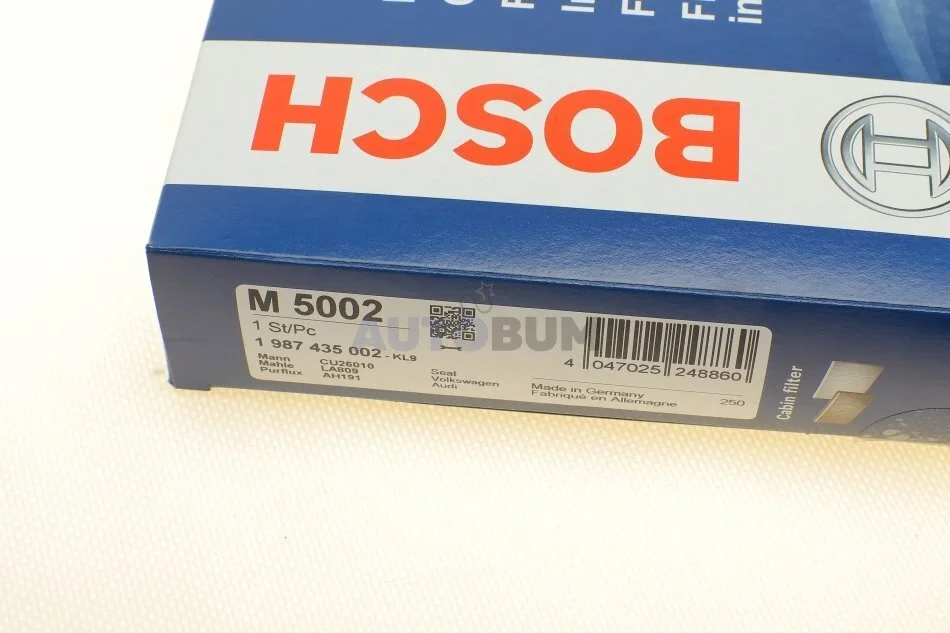 BOSCH
M 5002
1 St/Pc
1 987 435 002 - KL9
Mann CU26010
Mahle LA809
Purflux AH191
Seat
Volkswagen
Audi
4 047025 248860
Made in Germany
Fabriqué en Allemagne
250
Cabin filter
AUTOBUM